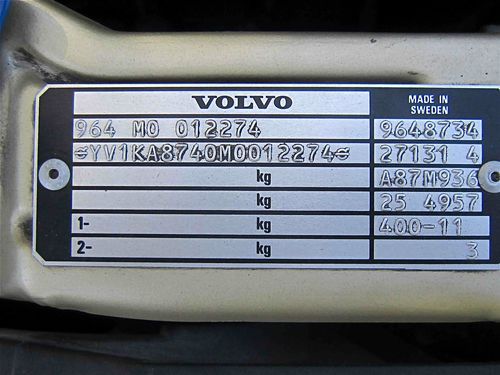 VOLVO
MADE IN
SWEDEN
964 MO 012274 9648734
YV1KA8740M0012274 27131 4
kg A87M936
kg 25 4957
1- kg 400-11
2- kg 3